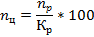 nц = nр / Кр * 100